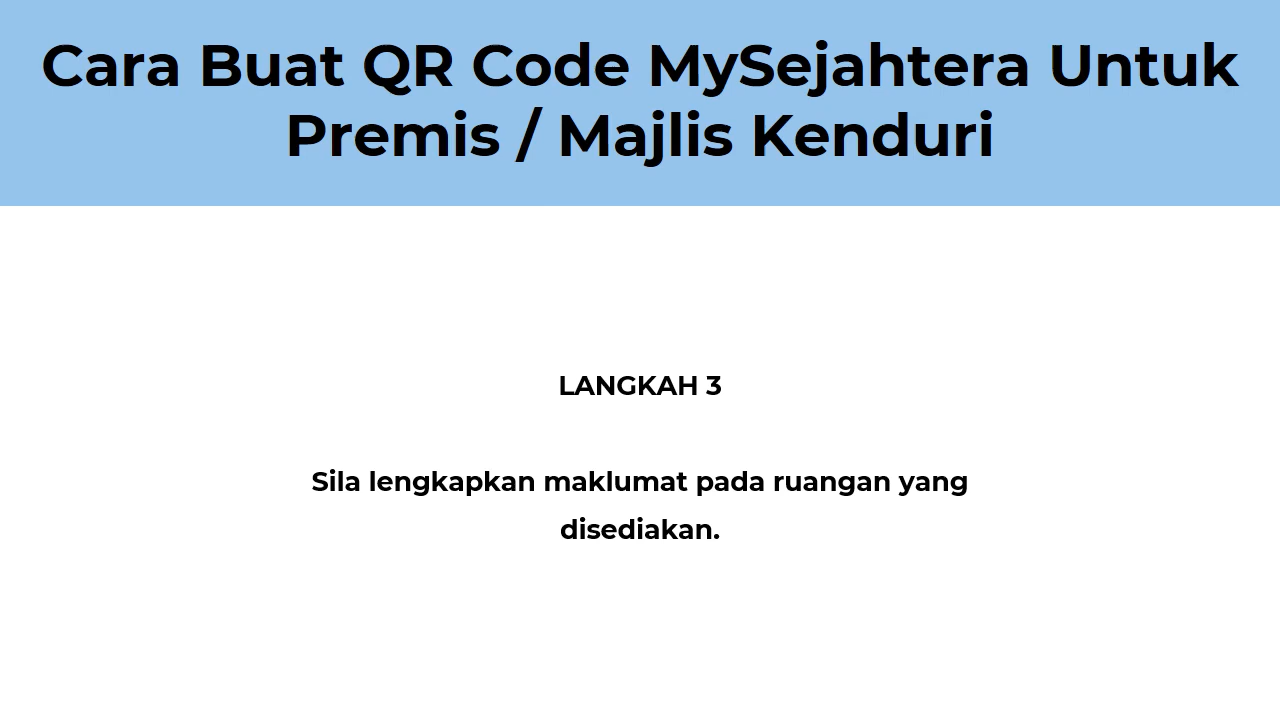 Cara Buat QR Code MySejahtera Untuk
Premis / Majlis Kenduri
LANGKAH 3
Sila lengkapkan maklumat pada ruangan yang
disediakan.